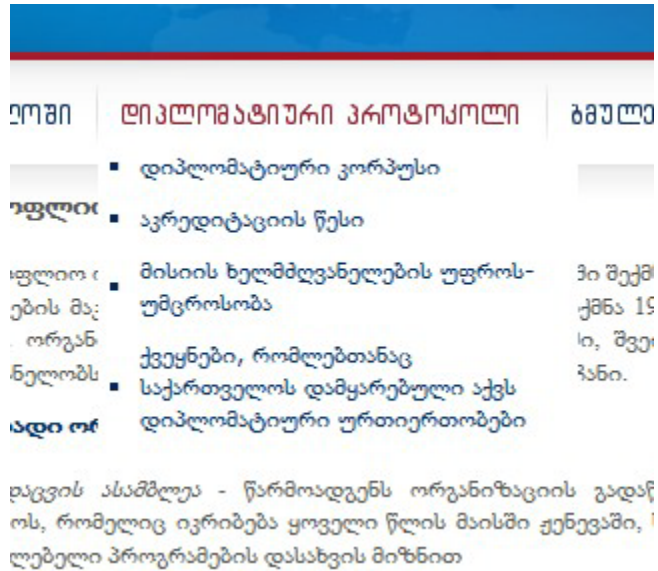 დიპლომატიური პროტოკოლი
▪ დიპლომატიური კორპუსი
▪ აკრედიტაციის წესი
▪ მისიის ხელმძღვანელების უფროს-
უმცროსობა
ქვეყნები, რომლებთანაც
▪ საქართველოს დამყარებული აქვს
დიპლომატიური ურთიერთობები
დაცვის ასამბლეა - წარმოადგენს ორგანიზაციის
რომელიც იკრიბება ყოველი წლის მაისში ჟენევაში,
პროგრამების დასახვის მიზნით